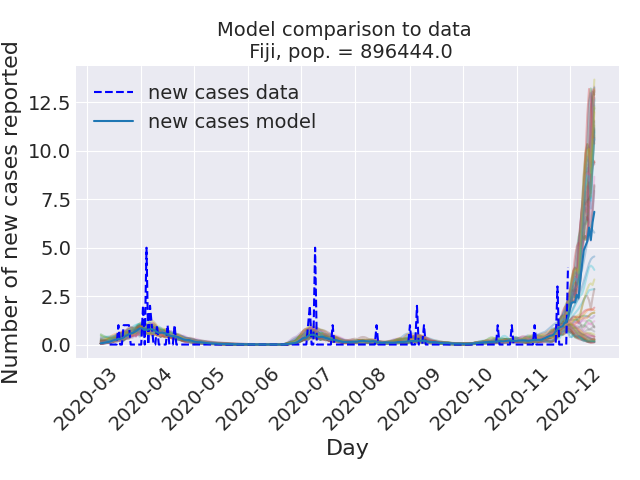 Model comparison to data
Fiji, pop. = 896444.0
Number of new cases reported
12.5
10.0
7.5
5.0
2.5
0.0
new cases data
new cases model
2020-03
2020-04
2020-05
2020-06
2020-07
2020-08
2020-09
2020-10
2020-11
2020-12
Day